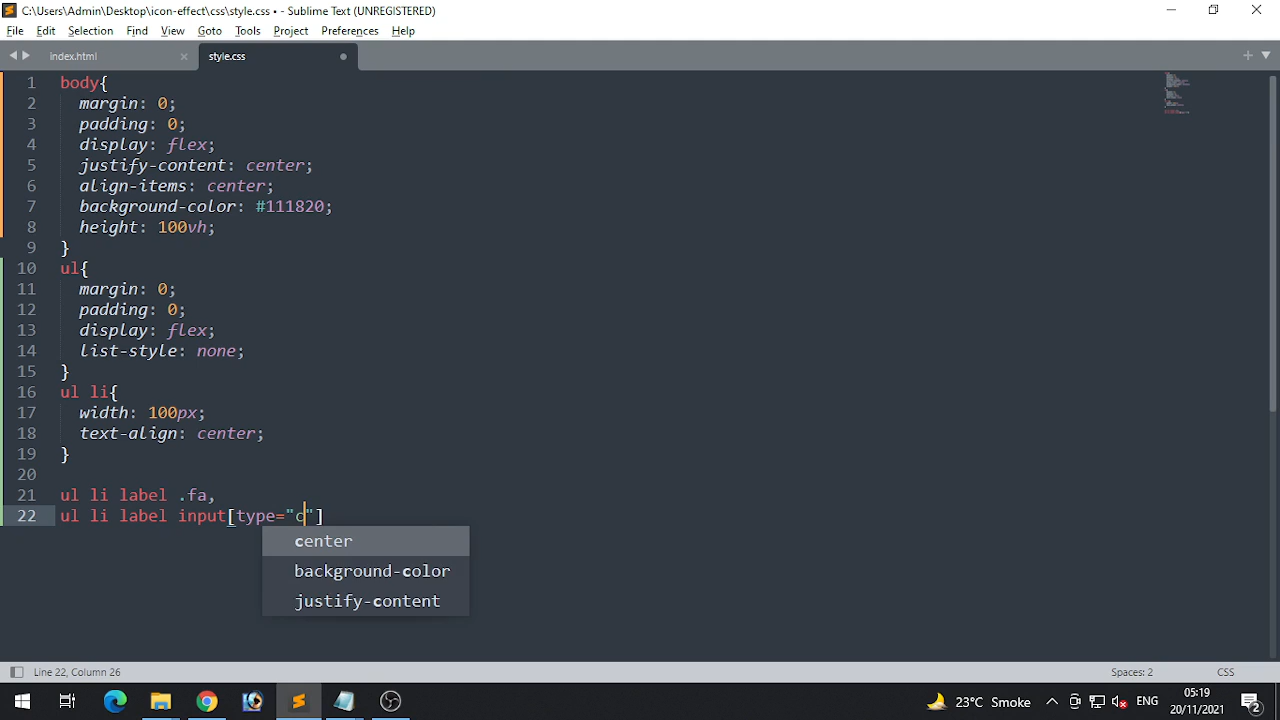 C:\Users\Admin\Desktop\icon-effect\css\style.css • - Sublime Text (UNREGISTERED)
File Edit Selection Find View Goto Tools Project Preferences Help
index.html style.css
1 body{
2 margin: 0;
3 padding: 0;
4 display: flex;
5 justify-content: center;
6 align-items: center;
7 background-color: #111820;
8 height: 100vh;
9 }
10 ul{
11 margin: 0;
12 padding: 0;
13 display: flex;
14 list-style: none;
15 }
16 ul li{
17 width: 100px;
18 text-align: center;
19 }
20
21 ul li label .fa,
22 ul li label input[type="c"]
center
background-color
justify-content
Line 22, Column 26 Spaces: 2 CSS
23°C Smoke ENG 05:19
20/11/2021 2